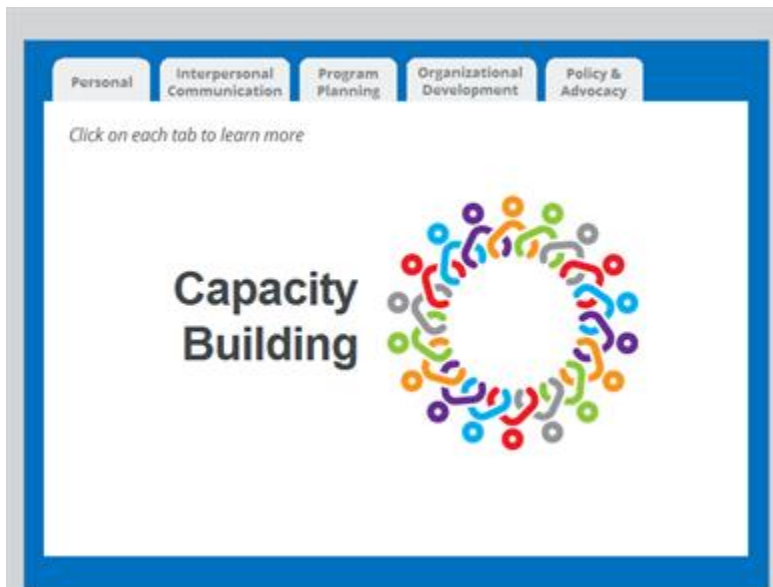 Personal
Interpersonal
Communication
Program
Planning
Organizational
Development
Policy &
Advocacy
Click on each tab to learn more
Capacity
Building